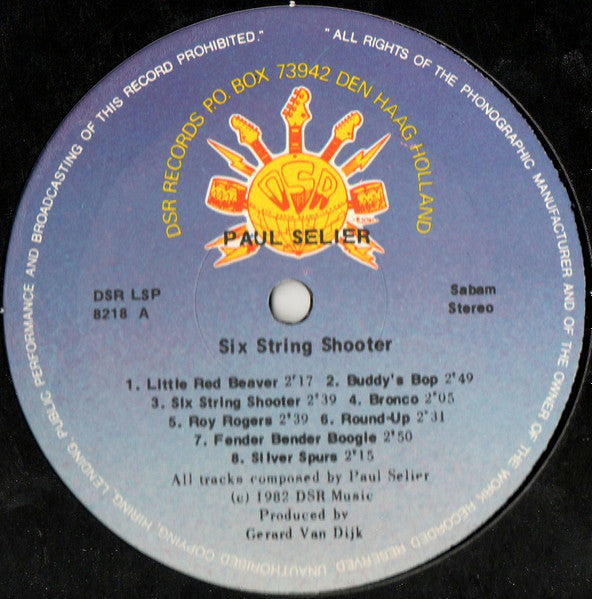 "ALL RIGHTS OF THE PHONOGRAPHIC MANUFACTURER AND OF THE OWNER OF THE WORK RECORDED RESERVED UNAUTHORISED COPYING, HIRING, LENDING, PUBLIC PERFORMANCE AND BROADCASTING OF THIS RECORD PROHIBITED."
DSR RECORDS P.O. BOX 73942 DEN HAAG HOLLAND
DSR
PAUL SELIER
DSR LSP
8218 A
Sabam
Stereo
Six String Shooter
1. Little Red Beaver 2'17 2. Buddy's Bop 2'49
3. Six String Shooter 2'39 4. Bronco 2'05
5. Roy Rogers 2'39 6. Round-Up 2'31
7. Fender Bender Boogie 2'50
8. Silver Spurs 2'15
All tracks composed by Paul Selier
(c) 1982 DSR Music
Produced by
Gerard Van Dijk